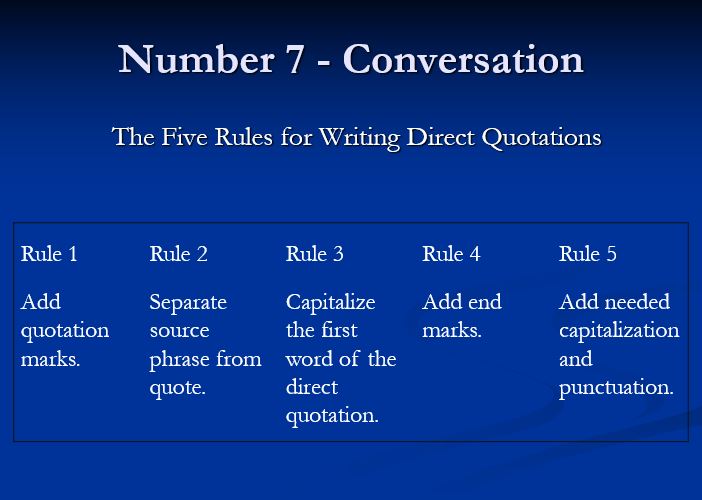 Number 7 - Conversation
The Five Rules for Writing Direct Quotations
Rule 1
Add
quotation
marks.
Rule 2
Separate
source
phrase from
quote.
Rule 3
Capitalize
the first
word of the
direct
quotation.
Rule 4
Add end
marks.
Rule 5
Add needed
capitalization
and
punctuation.